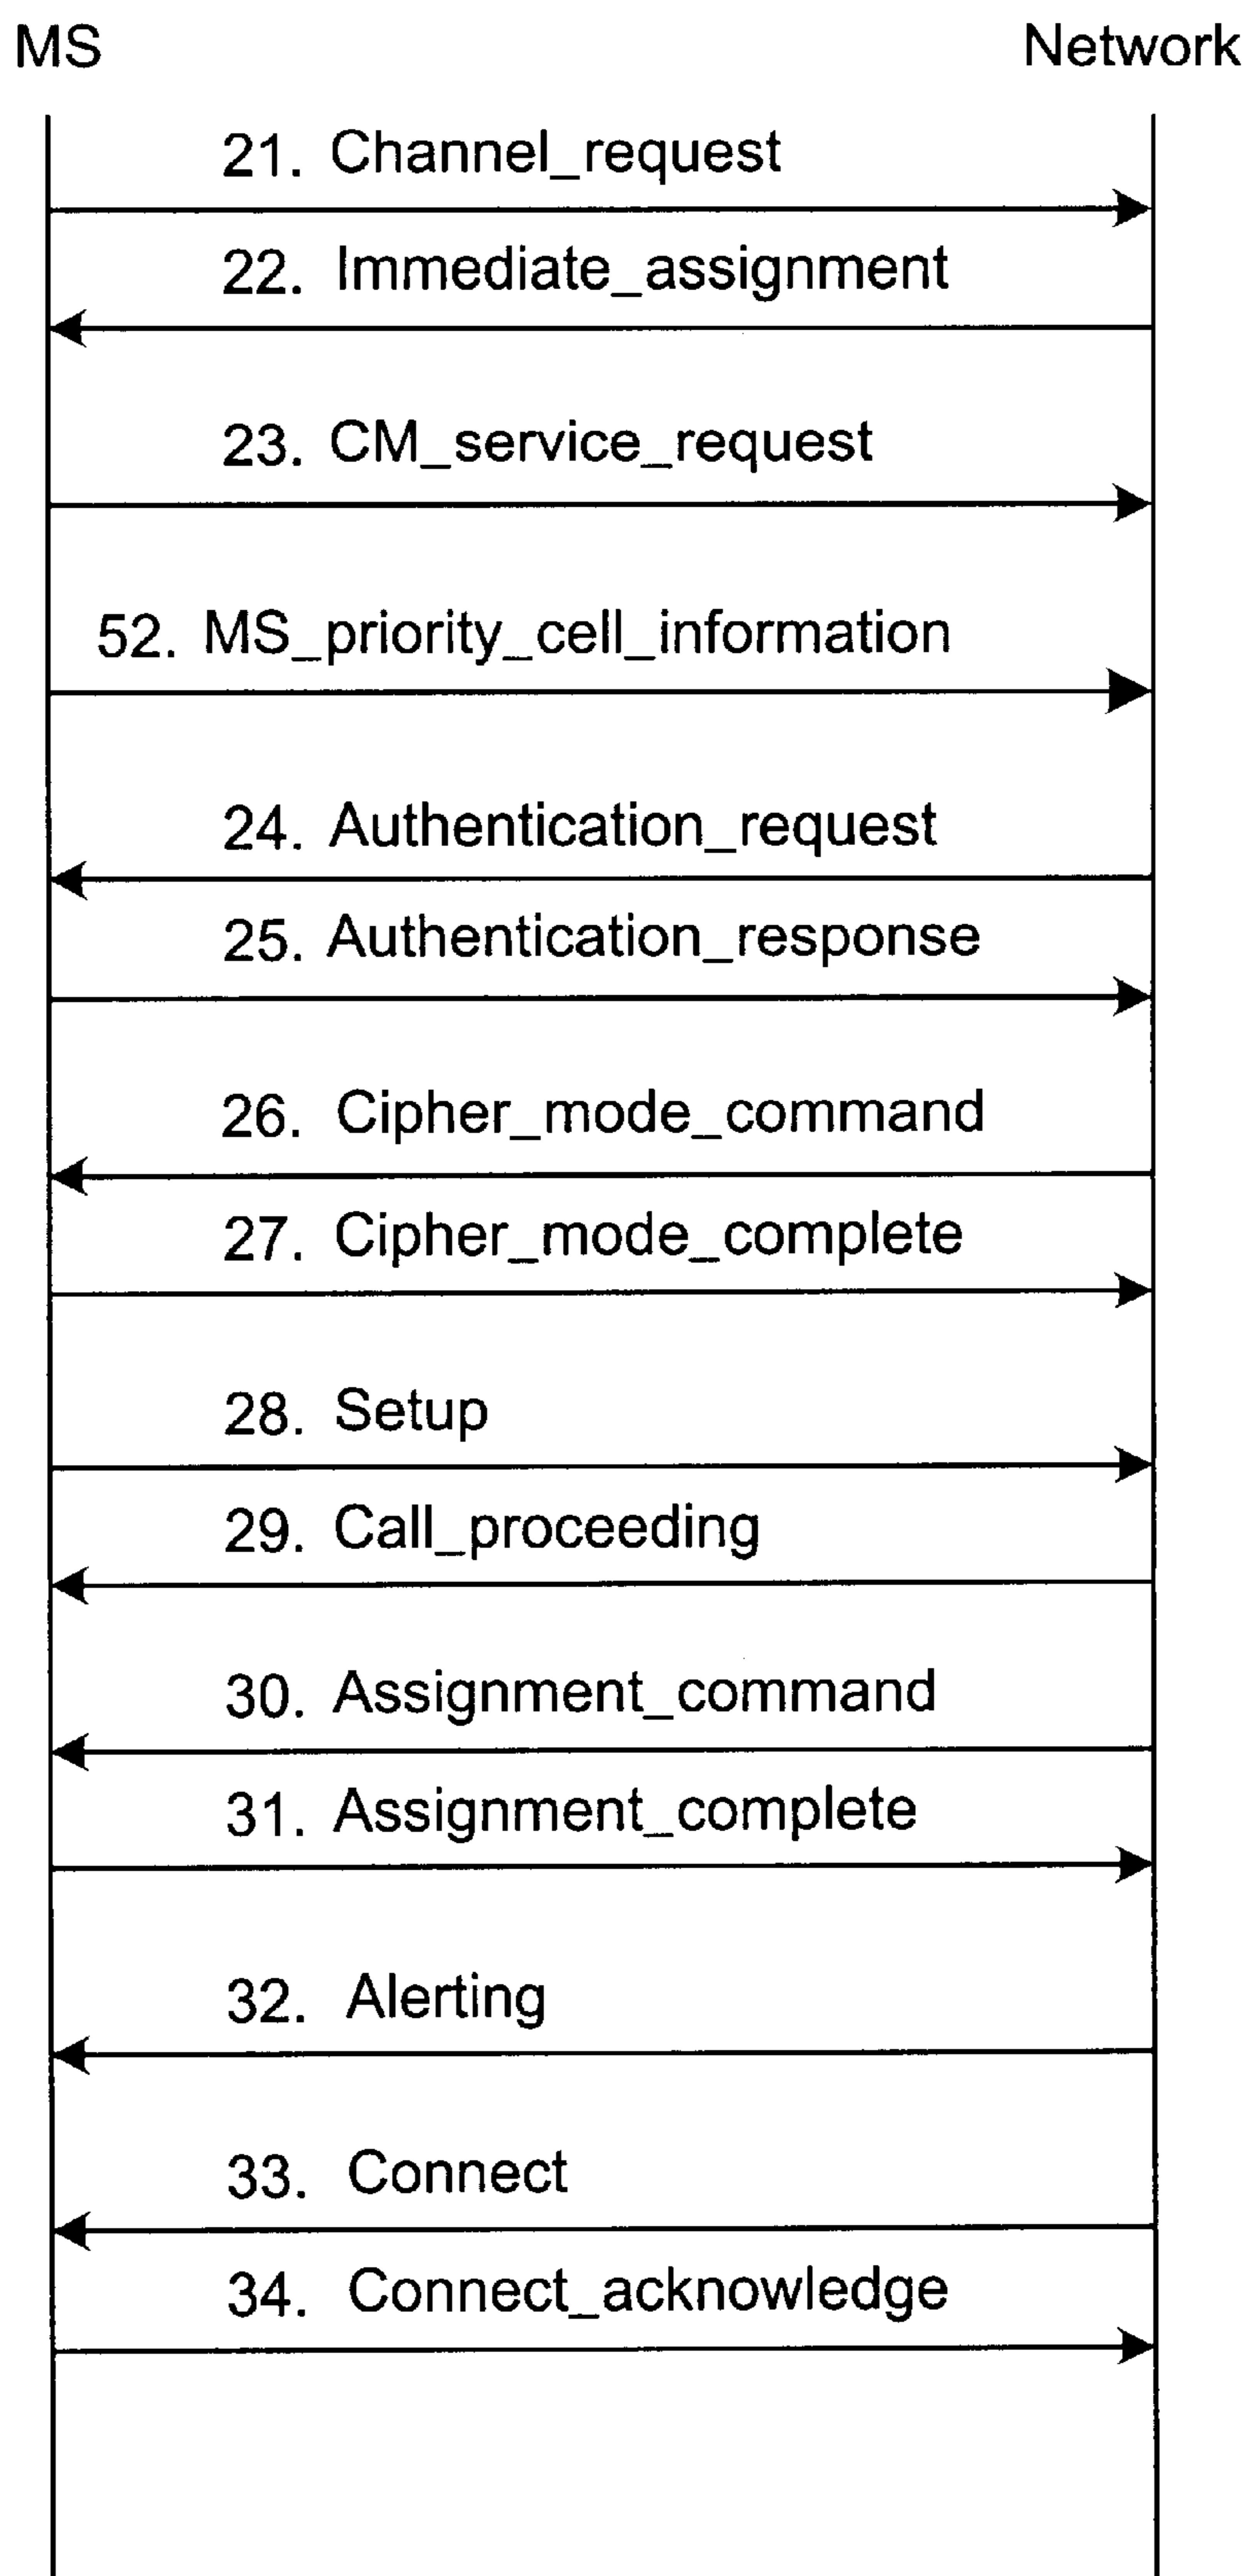 MS Network
21. Channel_request
22. Immediate_assignment
23. CM_service_request
52. MS_priority_cell_information
24. Authentication_request
25. Authentication_response
26. Cipher_mode_command
27. Cipher_mode_complete
28. Setup
29. Call_proceeding
30. Assignment_command
31. Assignment_complete
32. Alerting
33. Connect
34. Connect_acknowledge